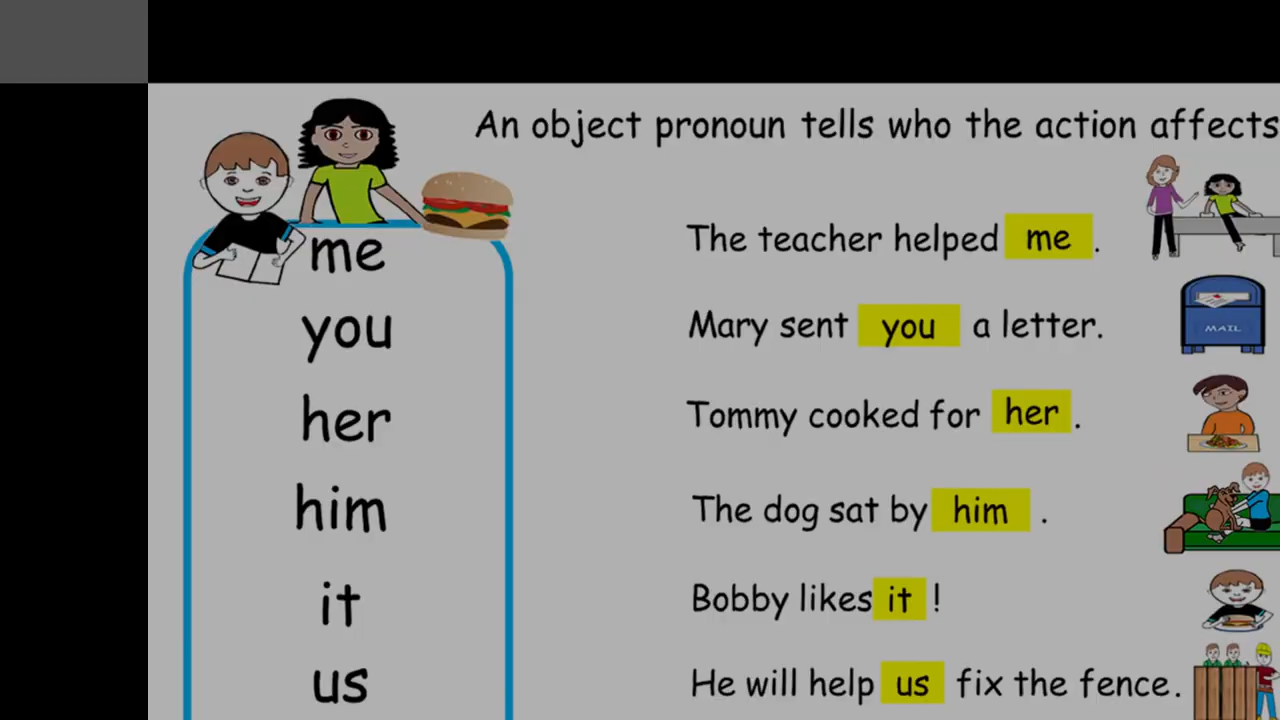 An object pronoun tells who the action affects
me
you
her
him
it
us
The teacher helped me .
Mary sent you a letter.
Tommy cooked for her .
The dog sat by him .
Bobby likes it !
He will help us fix the fence.
MAIL